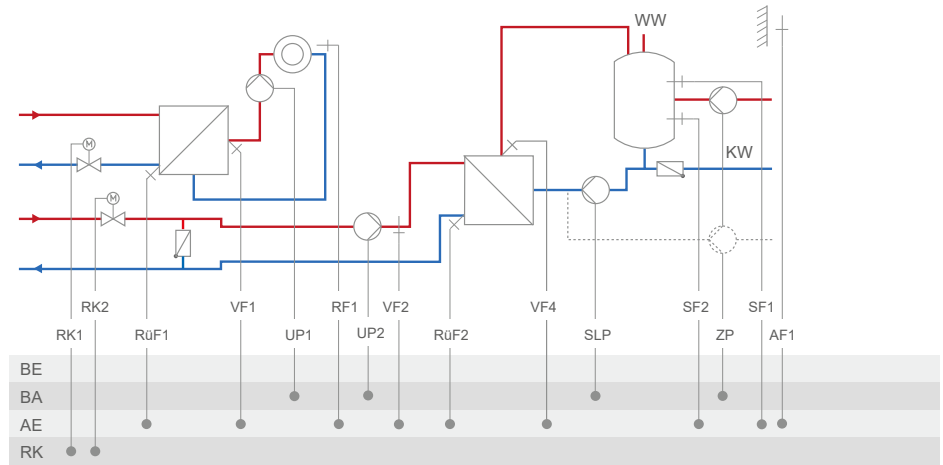 WW
M
KW
M
RK2 VF1 RF1 VF2 VF4 SF2 SF1
RK1 RüF1 UP1 UP2 RüF2 SLP ZP AF1
BE
BA
AE
RK